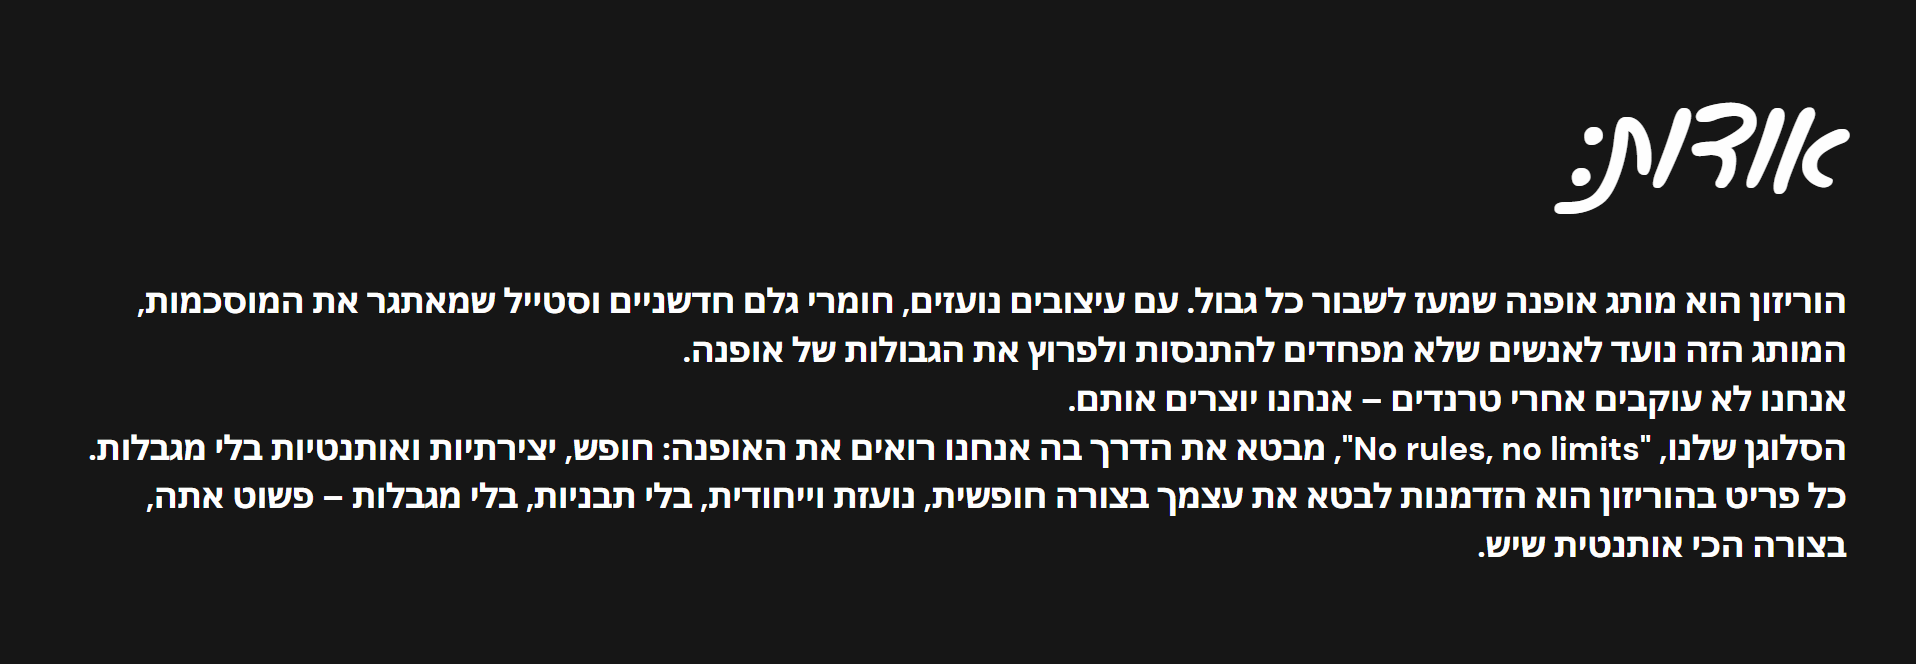 אודות:
הוריזון הוא מותג אופנה שמעז לשבור כל גבול. עם עיצובים נועזים, חומרי גלם חדשניים וסטייל שמאתגר את המוסכמות,
המותג הזה נועד לאנשים שלא מפחדים להתנסות ולפרוץ את הגבולות של אופנה.
אנחנו לא עוקבים אחרי טרנדים – אנחנו יוצרים אותם.
הסלוגן שלנו, "No rules, no limits", מבטא את הדרך בה אנחנו רואים את האופנה: חופש, יצירתיות ואותנטיות בלי מגבלות.
כל פריט בהוריזון הוא הזדמנות לבטא את עצמך בצורה חופשית, נועזת וייחודית, בלי תבניות, בלי מגבלות – פשוט אתה,
בצורה הכי אותנטית שיש.